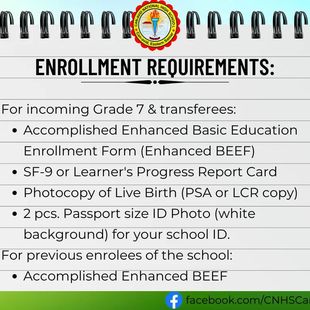 ENROLLMENT REQUIREMENTS:
For incoming Grade 7 & transferees:
• Accomplished Enhanced Basic Education
Enrollment Form (Enhanced BEEF)
• SF-9 or Learner's Progress Report Card
• Photocopy of Live Birth (PSA or LCR copy)
• 2 pcs. Passport size ID Photo (white
background) for your school ID.
For previous enrolees of the school:
• Accomplished Enhanced BEEF
facebook.com/CNHSCa